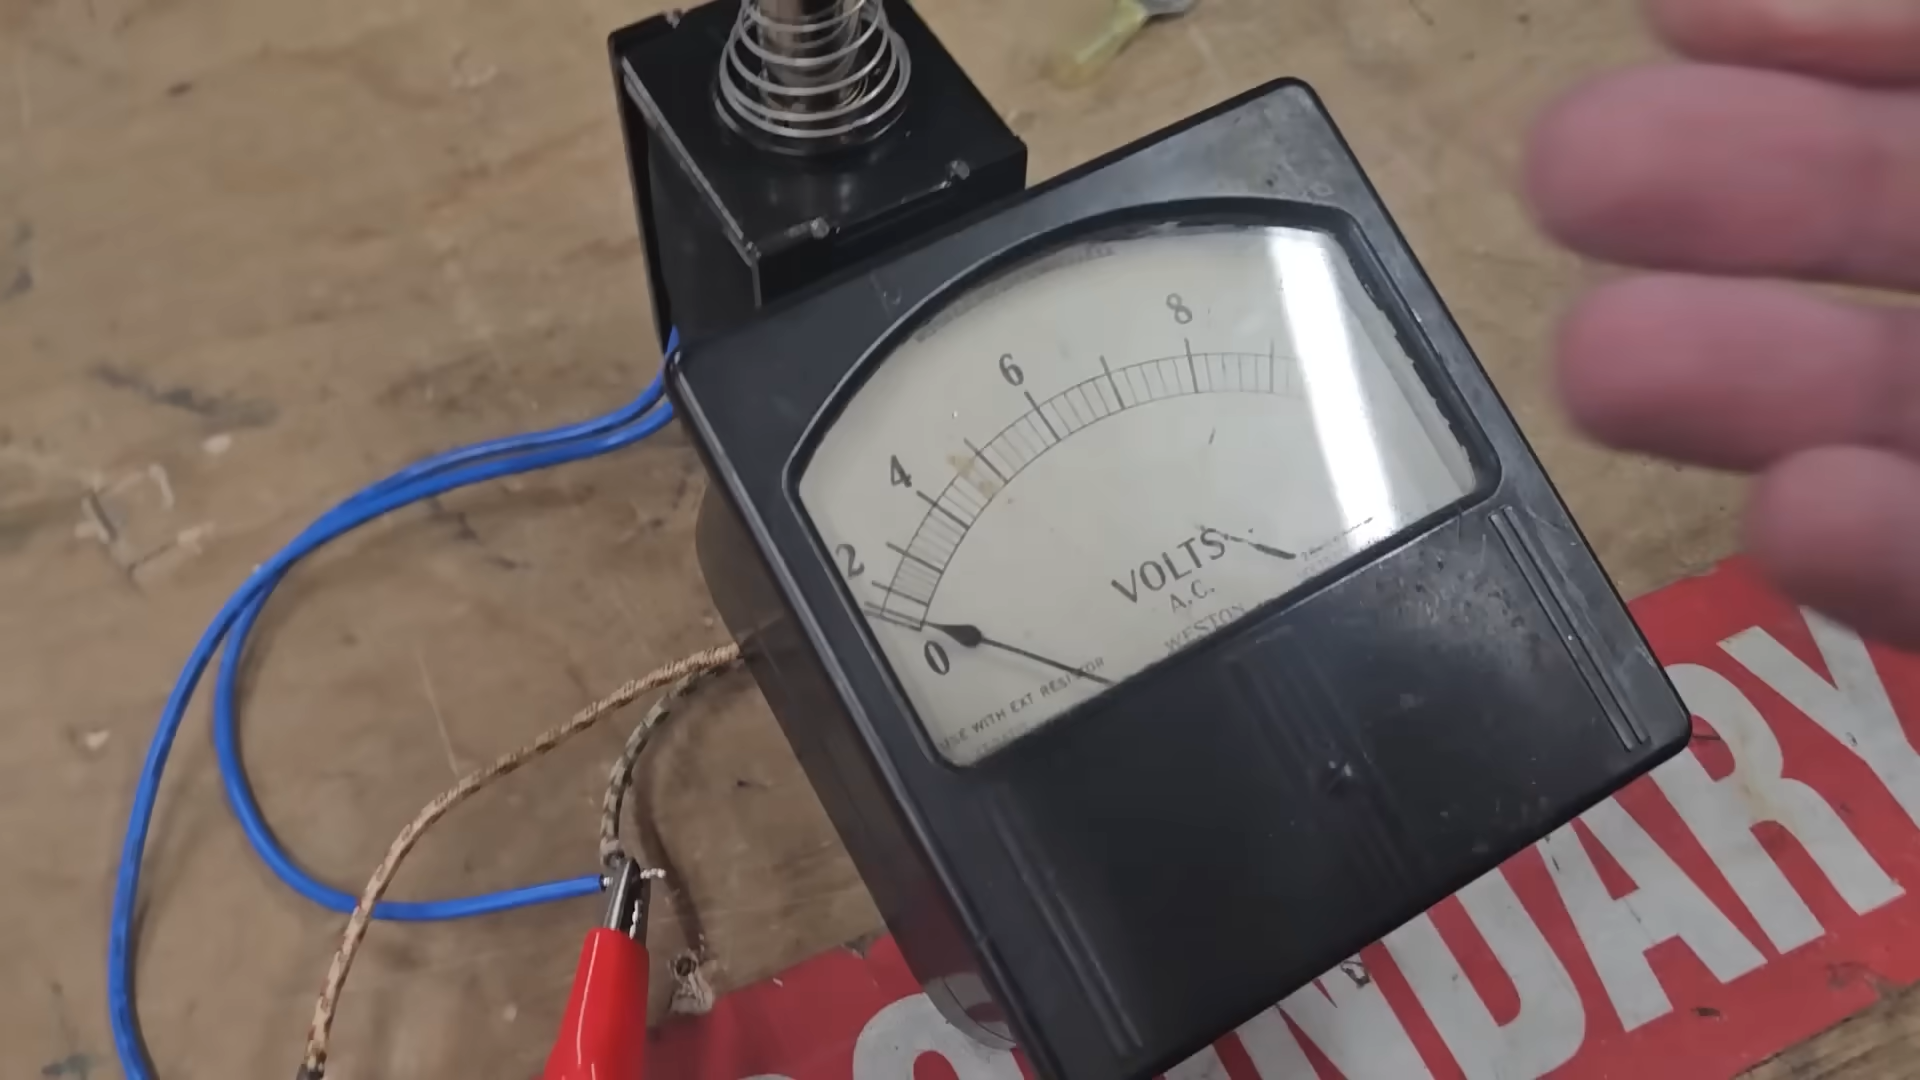 0 2 4 6 8
VOLTS
A.C.
WESTON
USE WITH EXT RESISTOR
NDARY